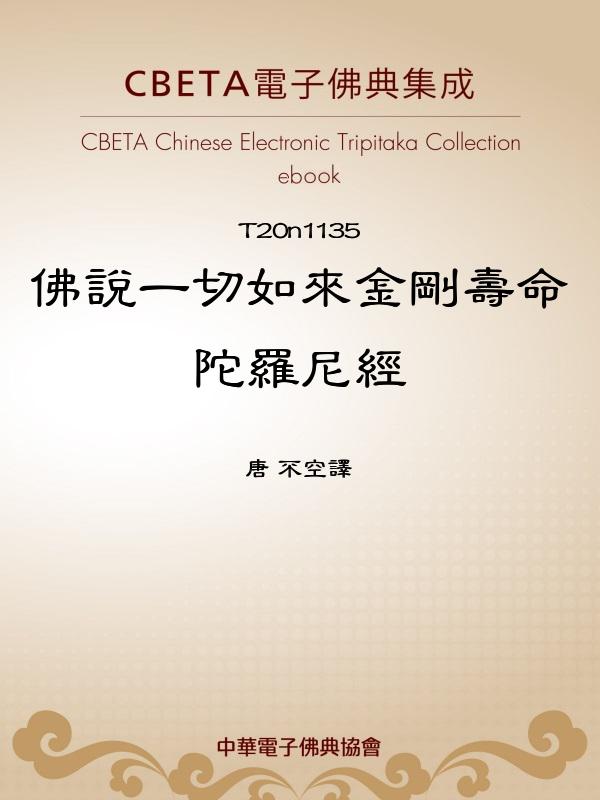 CBETA電子佛典集成
CBETA Chinese Electronic Tripitaka Collection
ebook
T20n1135
佛說一切如來金剛壽命
陀羅尼經
唐 不空譯
中華電子佛典協會